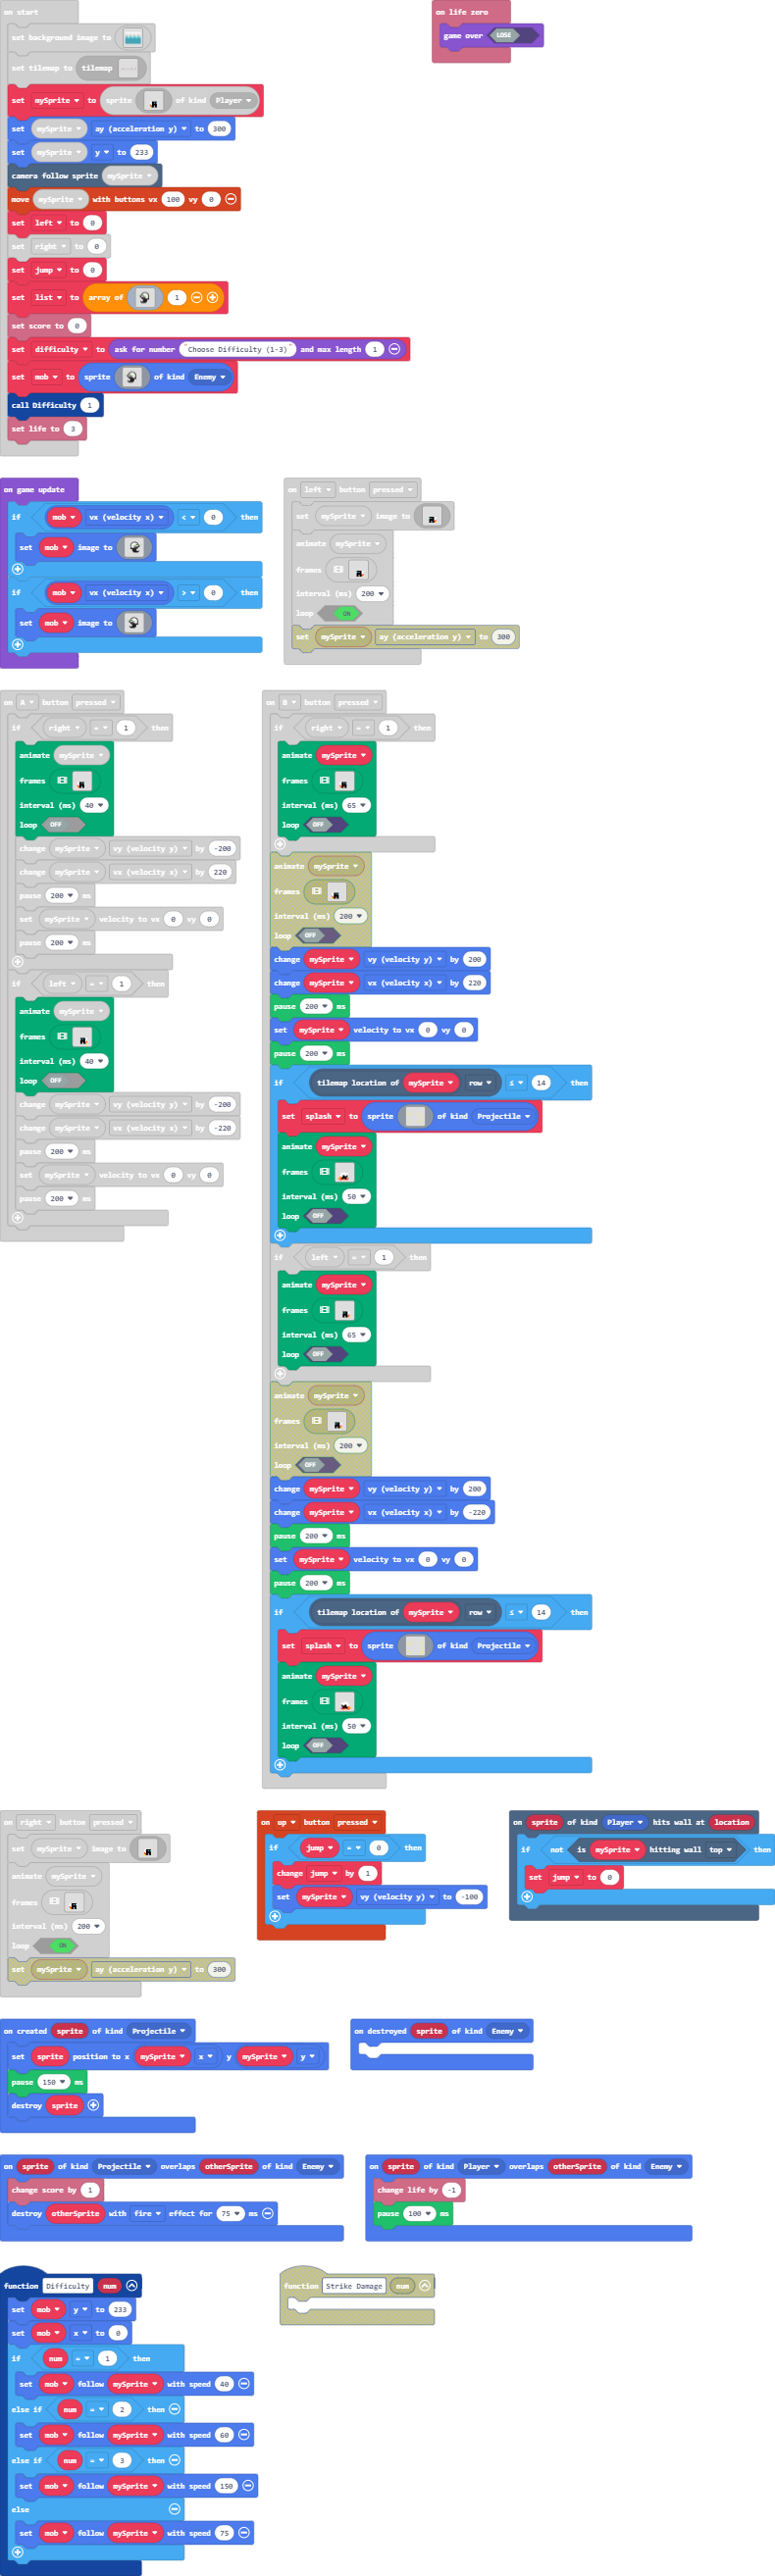 on start
set background image to
set tilemap to tilemap
set mySprite to sprite of kind Player
set mySprite ay (acceleration y) to 300
set mySprite y to 233
camera follow sprite mySprite
move mySprite with buttons vx 100 vy 0
set left to 0
set right to 0
set jump to 0
set list to array of 1
set score to 0
set difficulty to ask for number "Choose Difficulty (1-3)" and max length 1
set mob to sprite of kind Enemy
call Difficulty 1
set life to 3
on life zero
game over LOSE
on game update
if mob vx (velocity x) < 0 then
set mob image to
if mob vx (velocity x) > 0 then
set mob image to
on left button pressed
set mySprite image to
animate mySprite
frames
interval (ms) 200
loop ON
set mySprite ay (acceleration y) to 300
on A button pressed
if right = 1 then
animate mySprite
frames
interval (ms) 40
loop OFF
change mySprite vy (velocity y) by -200
change mySprite vx (velocity x) by 220
pause 200 ms
set mySprite velocity to vx 0 vy 0
pause 200 ms
if left = 1 then
animate mySprite
frames
interval (ms) 40
loop OFF
change mySprite vy (velocity y) by -200
change mySprite vx (velocity x) by -220
pause 200 ms
set mySprite velocity to vx 0 vy 0
pause 200 ms
on B button pressed
if right = 1 then
animate mySprite
frames
interval (ms) 65
loop OFF
animate mySprite
frames
interval (ms) 200
loop OFF
change mySprite vy (velocity y) by 200
change mySprite vx (velocity x) by 220
pause 200 ms
set mySprite velocity to vx 0 vy 0
pause 200 ms
if tilemap location of mySprite row ≤ 14 then
set splash to sprite of kind Projectile
animate mySprite
frames
interval (ms) 50
loop OFF
if left = 1 then
animate mySprite
frames
interval (ms) 65
loop OFF
animate mySprite
frames
interval (ms) 200
loop OFF
change mySprite vy (velocity y) by 200
change mySprite vx (velocity x) by -220
pause 200 ms
set mySprite velocity to vx 0 vy 0
pause 200 ms
if tilemap location of mySprite row ≤ 14 then
set splash to sprite of kind Projectile
animate mySprite
frames
interval (ms) 50
loop OFF
on right button pressed
set mySprite image to
animate mySprite
frames
interval (ms) 200
loop ON
set mySprite ay (acceleration y) to 300
on up button pressed
if jump = 0 then
change jump by 1
set mySprite vy (velocity y) to -100
on sprite of kind Player hits wall at location
if not is mySprite hitting wall top then
set jump to 0
on created sprite of kind Projectile
set sprite position to x mySprite x y mySprite y
pause 150 ms
destroy sprite
on destroyed sprite of kind Enemy
on sprite of kind Projectile overlaps otherSprite of kind Enemy
change score by 1
destroy otherSprite with fire effect for 75 ms
on sprite of kind Player overlaps otherSprite of kind Enemy
change life by -1
pause 100 ms
function Difficulty num
set mob y to 233
set mob x to 0
if num = 1 then
set mob follow mySprite with speed 40
else if num = 2 then
set mob follow mySprite with speed 60
else if num = 3 then
set mob follow mySprite with speed 150
else
set mob follow mySprite with speed 75
function Strike Damage num